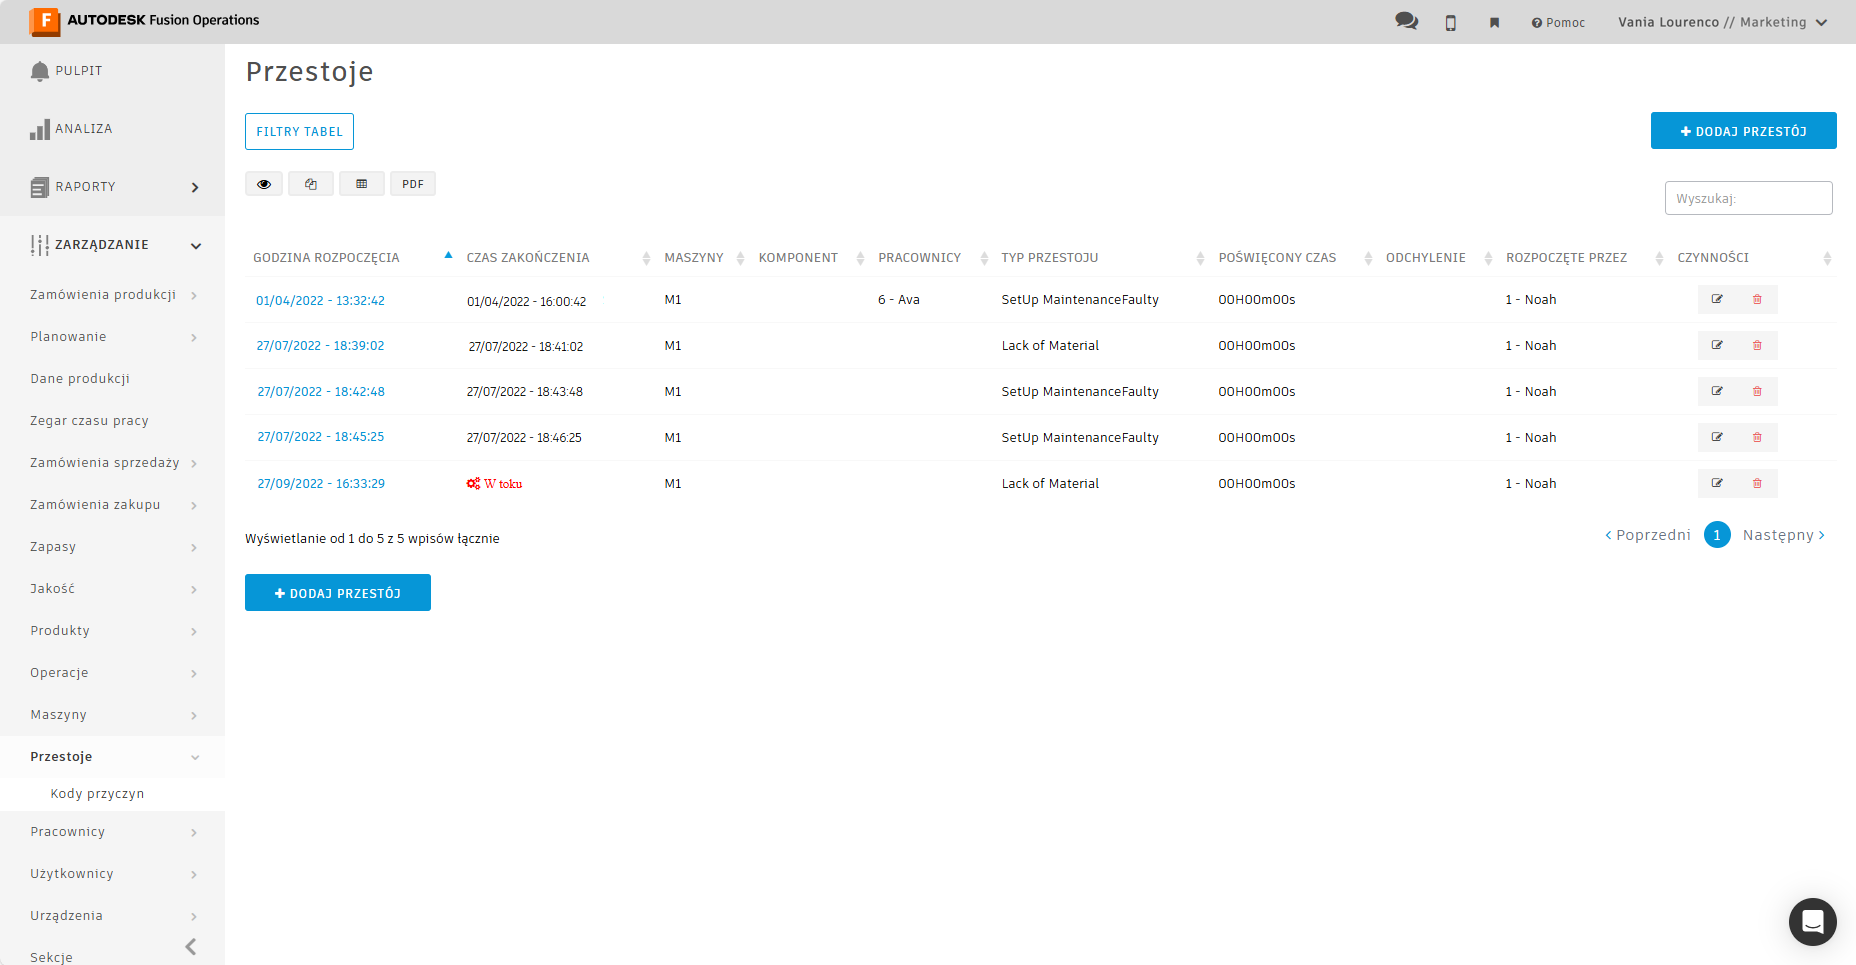 F AUTODESK Fusion Operations
Pomoc
Vania Lourenco // Marketing
PULPIT
ANALIZA
RAPORTY
ZARZĄDZANIE
Zamówienia produkcji
Planowanie
Dane produkcji
Zegar czasu pracy
Zamówienia sprzedaży
Zamówienia zakupu
Zapasy
Jakość
Produkty
Operacje
Maszyny
Przestoje
Kody przyczyn
Pracownicy
Użytkownicy
Urządzenia
Sekcje
Przestoje
FILTRY TABEL
+ DODAJ PRZESTÓJ
PDF
Wyszukaj:
GODZINA ROZPOCZĘCIA CZAS ZAKOŃCZENIA MASZYNY KOMPONENT PRACOWNICY TYP PRZESTOJU POŚWIĘCONY CZAS ODCHYLENIE ROZPOCZĘTE PRZEZ CZYNNOŚCI
01/04/2022 - 13:32:42 01/04/2022 - 16:00:42 M1 6 - Ava SetUp MaintenanceFaulty 00H00m00s 1 - Noah
27/07/2022 - 18:39:02 27/07/2022 - 18:41:02 M1 Lack of Material 00H00m00s 1 - Noah
27/07/2022 - 18:42:48 27/07/2022 - 18:43:48 M1 SetUp MaintenanceFaulty 00H00m00s 1 - Noah
27/07/2022 - 18:45:25 27/07/2022 - 18:46:25 M1 SetUp MaintenanceFaulty 00H00m00s 1 - Noah
27/09/2022 - 16:33:29 W toku M1 Lack of Material 00H00m00s 1 - Noah
Wyświetlanie od 1 do 5 z 5 wpisów łącznie
‹ Poprzedni 1 Następny ›
+ DODAJ PRZESTÓJ